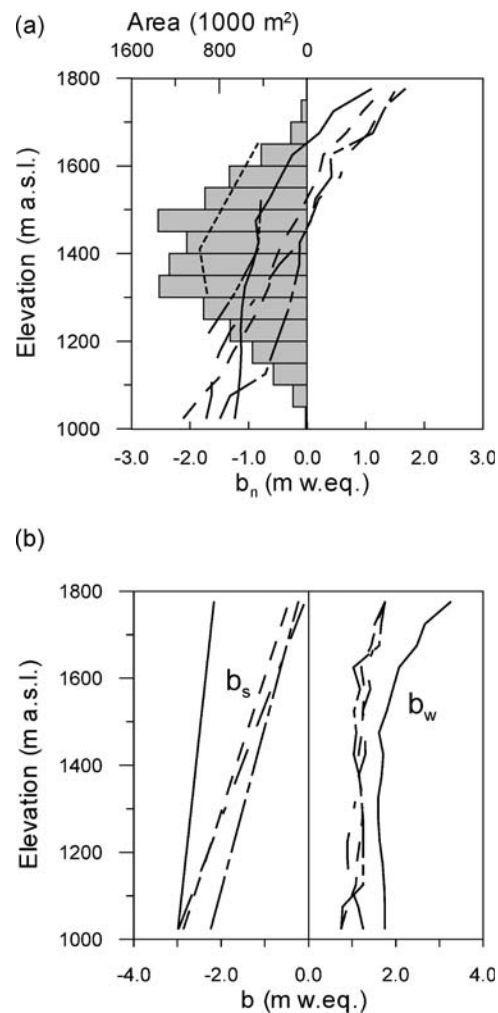 (a)
Area (1000 m²)
1600 800 0
1800
1600
1400
1200
1000
Elevation (m a.s.l.)
-3.0 -2.0 -1.0 0.0 1.0 2.0 3.0
bn (m w.eq.)
(b)
1800
1600
1400
1200
1000
Elevation (m a.s.l.)
bs
bw
-4.0 -2.0 0.0 2.0 4.0
b (m w.eq.)